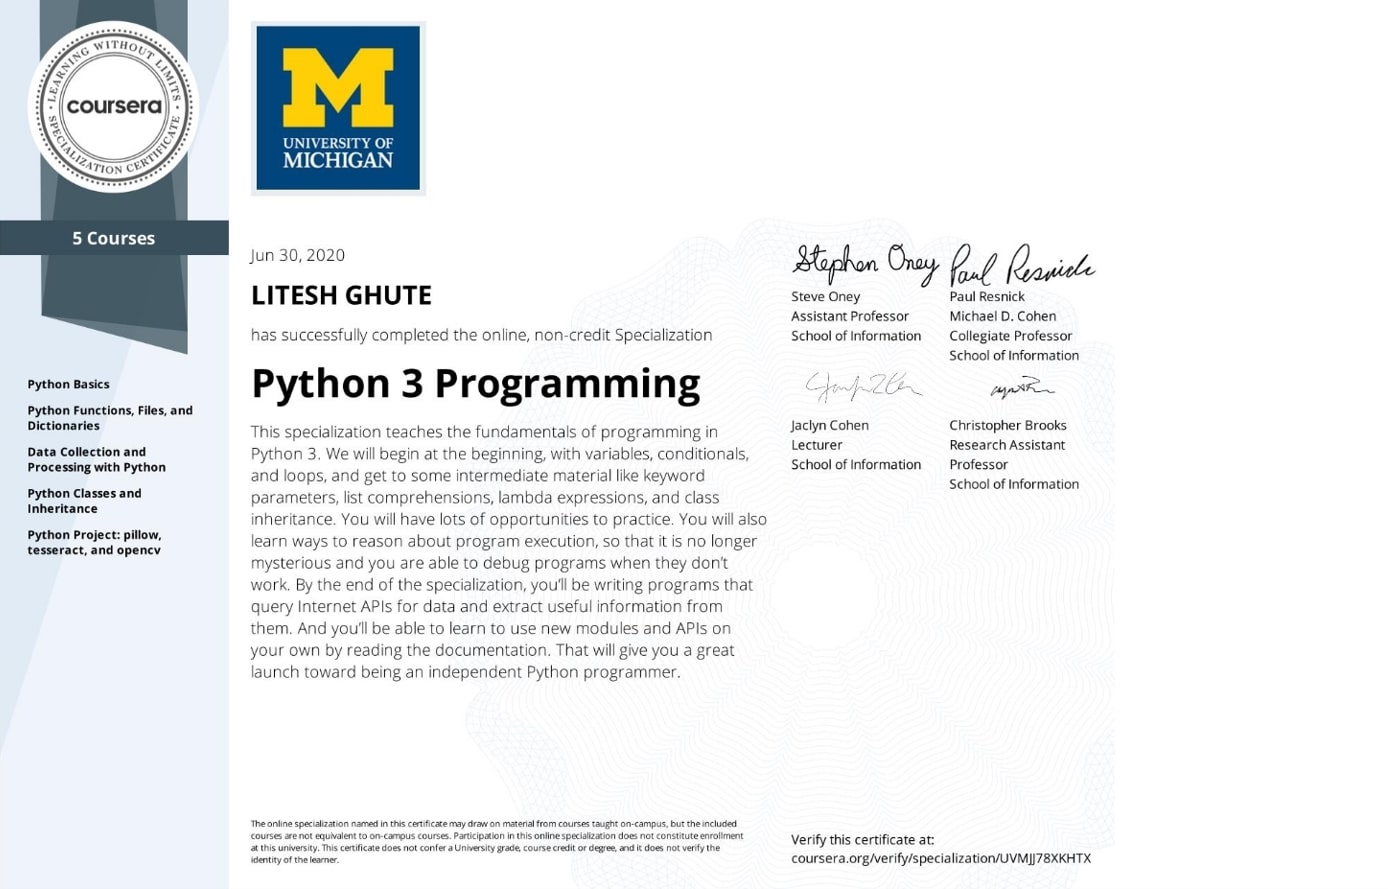 LEARNING WITHOUT LIMITS
coursera
SPECIALIZATION CERTIFICATE
5 Courses
Python Basics
Python Functions, Files, and
Dictionaries
Data Collection and
Processing with Python
Python Classes and
Inheritance
Python Project: pillow,
tesseract, and opencv
M
UNIVERSITY OF
MICHIGAN
Jun 30, 2020
LITESH GHUTE
has successfully completed the online, non-credit Specialization
Python 3 Programming
This specialization teaches the fundamentals of programming in
Python 3. We will begin at the beginning, with variables, conditionals,
and loops, and get to some intermediate material like keyword
parameters, list comprehensions, lambda expressions, and class
inheritance. You will have lots of opportunities to practice. You will also
learn ways to reason about program execution, so that it is no longer
mysterious and you are able to debug programs when they don’t
work. By the end of the specialization, you’ll be writing programs that
query Internet APIs for data and extract useful information from
them. And you’ll be able to learn to use new modules and APIs on
your own by reading the documentation. That will give you a great
launch toward being an independent Python programmer.
The online specialization named in this certificate may draw on material from courses taught on-campus, but the included
courses are not equivalent to on-campus courses. Participation in this online specialization does not constitute enrollment
at this university. This certificate does not confer a University grade, course credit or degree, and it does not verify the
identity of the learner.
Stephen Oney
Steve Oney
Assistant Professor
School of Information
Paul Resnick
Paul Resnick
Michael D. Cohen
Collegiate Professor
School of Information
Jaclyn Cohen
Lecturer
School of Information
Christopher Brooks
Research Assistant
Professor
School of Information
Verify this certificate at:
coursera.org/verify/specialization/UVMJJ78XKHTX